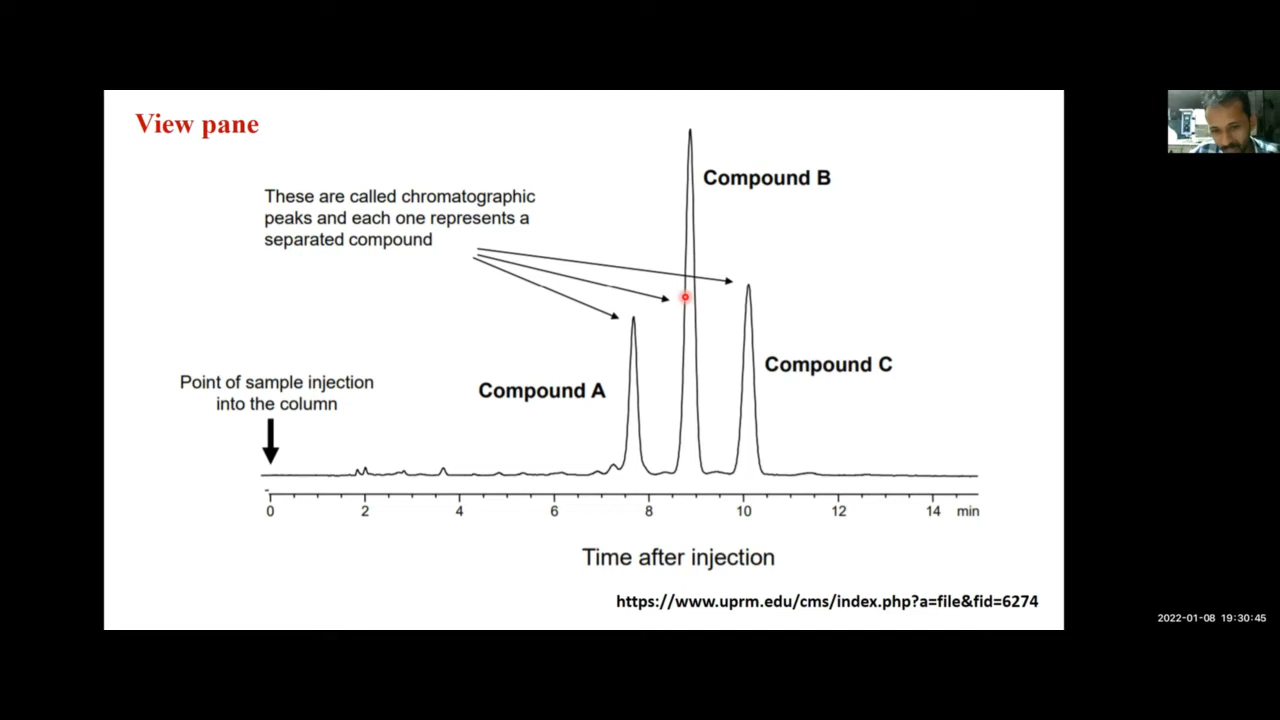 View pane
These are called chromatographic
peaks and each one represents a
separated compound
Compound B
Compound C
Compound A
Point of sample injection
into the column
0 2 4 6 8 10 12 14 min
Time after injection
https://www.uprm.edu/cms/index.php?a=file&fid=6274
2022-01-08 19:30:45